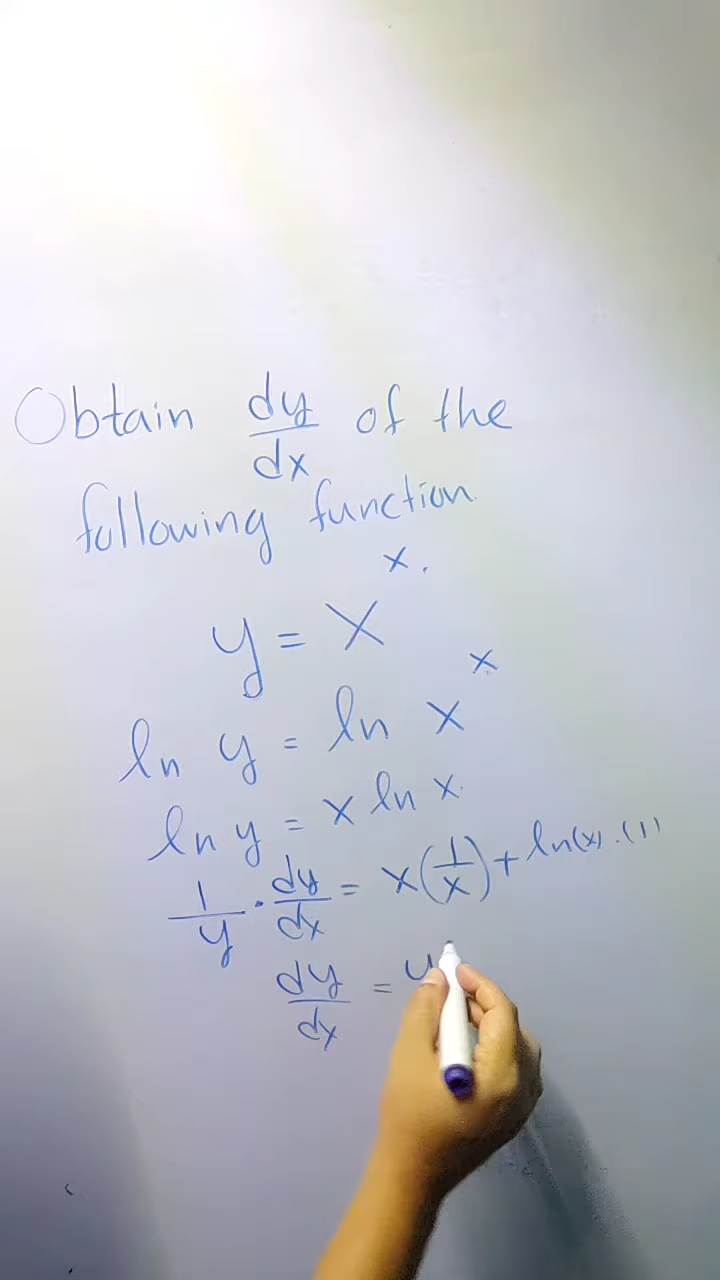 Obtain dy/dx of the
following function.
y = x^x.
ln y = ln x^x
ln y = x ln x.
1/y · dy/dx = x(1/x) + ln(x) · (1)
dy/dx = y